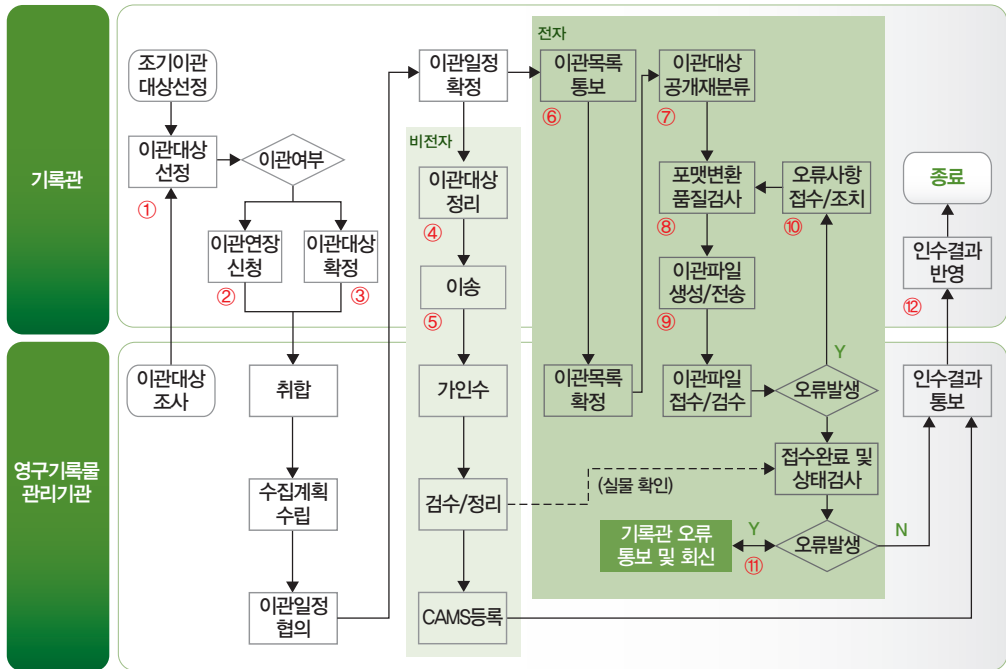 기록관
조기이관
대상선정
이관대상
선정
①
이관여부
이관연장
신청
②
이관대상
확정
③
이관일정
확정
비전자
이관대상
정리
④
이송
⑤
전자
이관목록
통보
⑥
이관대상
공개재분류
⑦
포맷변환
품질검사
⑧
오류사항
접수/조치
⑩
이관파일
생성/전송
⑨
종료
인수결과
반영
⑫
영구기록물
관리기관
이관대상
조사
취합
수집계획
수립
이관일정
협의
가인수
검수/정리
CAMS등록
이관목록
확정
이관파일
접수/검수
Y
오류발생
접수완료 및
상태검사
(실물 확인)
기록관 오류
통보 및 회신
Y
⑪
오류발생
N
인수결과
통보